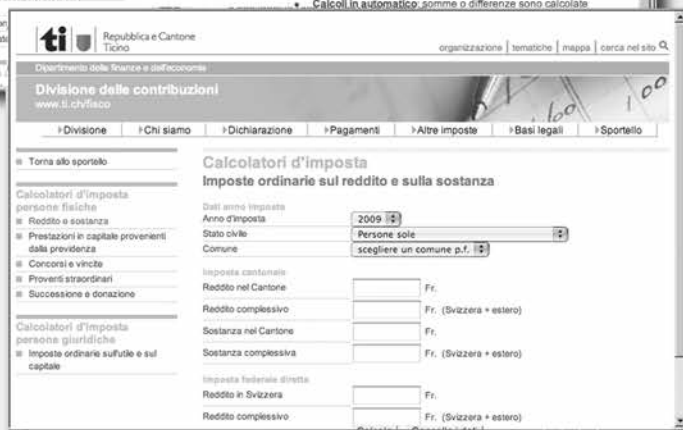 Calcoli in automatico: somme o differenze sono calcolate
ti
Repubblica e Cantone
Ticino
organizzazione | tematiche | mappa | cerca nel sito
Dipartimento delle finanze e dell'economia
Divisione delle contribuzioni
www.ti.ch/fisco
Divisione
Chi siamo
Dichiarazione
Pagamenti
Altre imposte
Basi legali
Sportello
Torna allo sportello
Calcolatori d'imposta
persone fisiche
Reddito e sostanza
Prestazioni in capitale provenienti
dalla previdenza
Concorsi e vincite
Proventi straordinari
Successione e donazione
Calcolatori d'imposta
persone giuridiche
Imposte ordinarie sull'utile e sul
capitale
Calcolatori d'imposta
Imposte ordinarie sul reddito e sulla sostanza
Dati anno imposta
Anno d'imposta 2009
Stato civile Persone sole
Comune scegliere un comune p.f.
Imposta cantonale
Reddito nel Cantone Fr.
Reddito complessivo Fr. (Svizzera + estero)
Sostanza nel Cantone Fr.
Sostanza complessiva Fr. (Svizzera + estero)
Imposta federale diretta
Reddito in Svizzera Fr.
Reddito complessivo Fr. (Svizzera + estero)